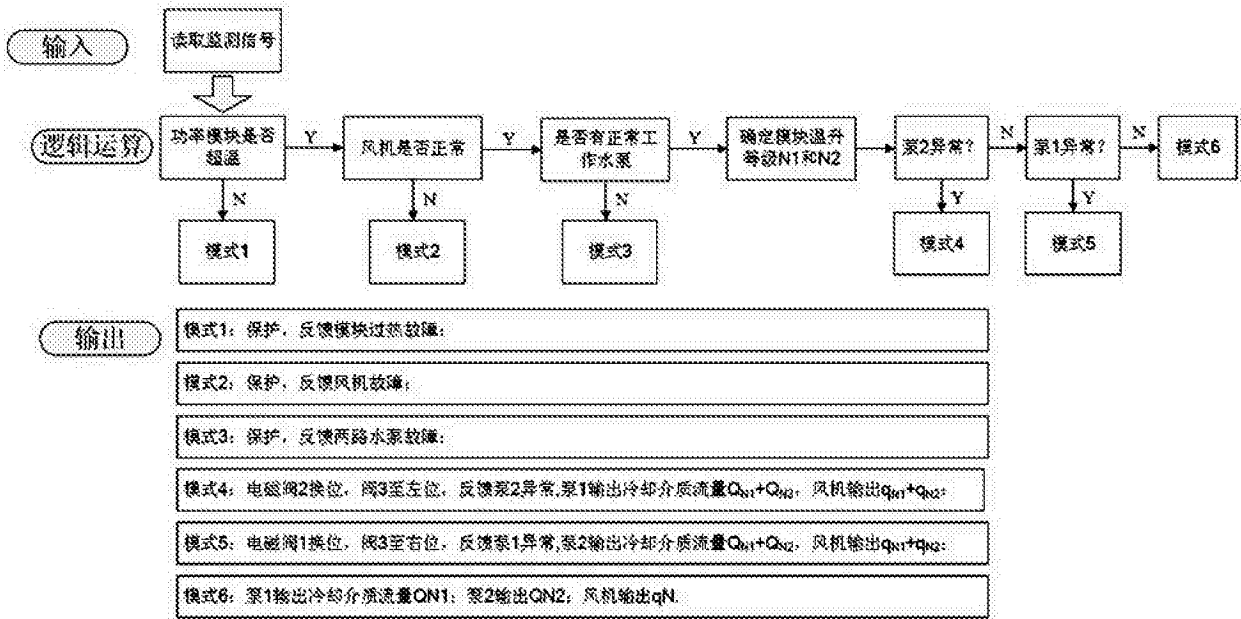 输入
读取监测信号
逻辑运算
功率模块是否
超温
Y
风机是否正常
Y
是否有正常工
作水泵
Y
确定模块温升
等级N1和N2
泵2异常?
N
泵1异常?
N
模式6
N
N
N
Y
Y
模式1
模式2
模式3
模式4
模式5
输出
模式1：保护，反馈模块过热故障；
模式2：保护，反馈风机故障；
模式3：保护，反馈两路水泵故障；
模式4：电磁阀2换位，阀3至左位，反馈泵2异常,泵1输出冷却介质流量QN1+QN2，风机输出qN1+qN2；
模式5：电磁阀1换位，阀3至右位，反馈泵1异常,泵2输出冷却介质流量QN1+QN2，风机输出qN1+qN2；
模式6：泵1输出冷却介质流量QN1；泵2输出QN2；风机输出qN.